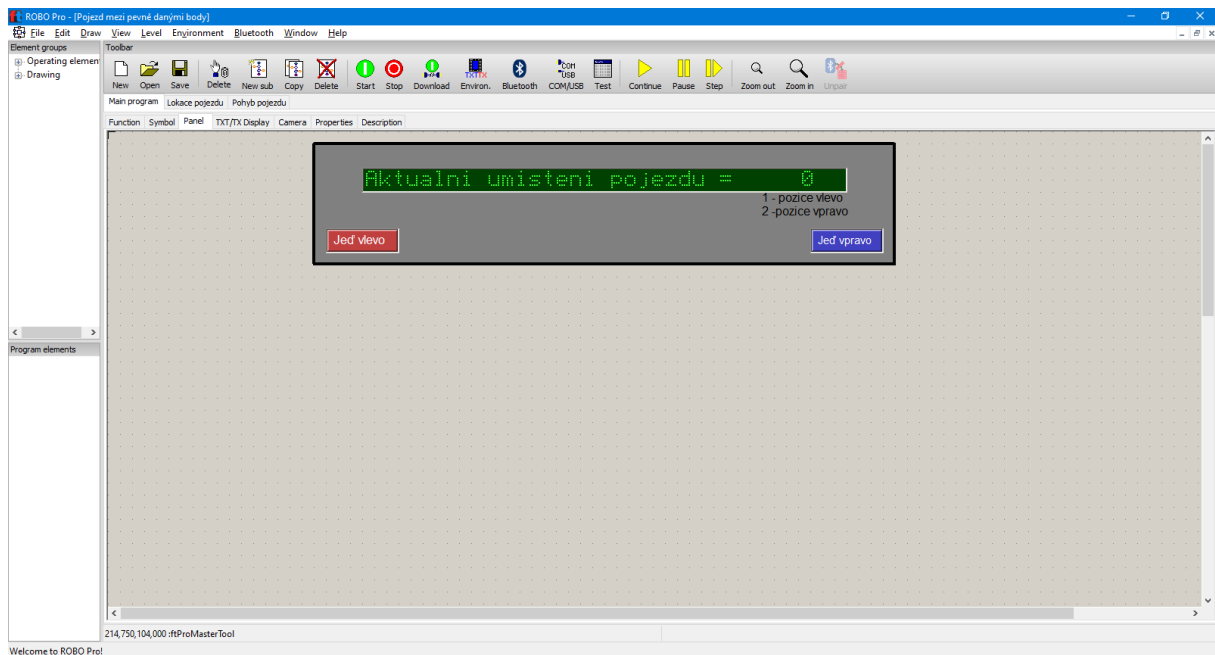 ROBO Pro - [Pojezd mezi pevně danými body]
File Edit Draw View Level Environment Bluetooth Window Help
Element groups
Toolbar
Operating elemen
Drawing
New Open Save Delete New sub Copy Delete Start Stop Download Environ. Bluetooth COM/USB Test Continue Pause Step Zoom out Zoom in Unpair
Main program Lokace pojezdu Pohyb pojezdu
Function Symbol Panel TXT/TX Display Camera Properties Description
Aktualni umisteni pojezdu = 0
1 - pozice vlevo
2 -pozice vpravo
Jeď vlevo
Jeď vpravo
Program elements
214,750,104,000 :ftProMasterTool
Welcome to ROBO Pro!